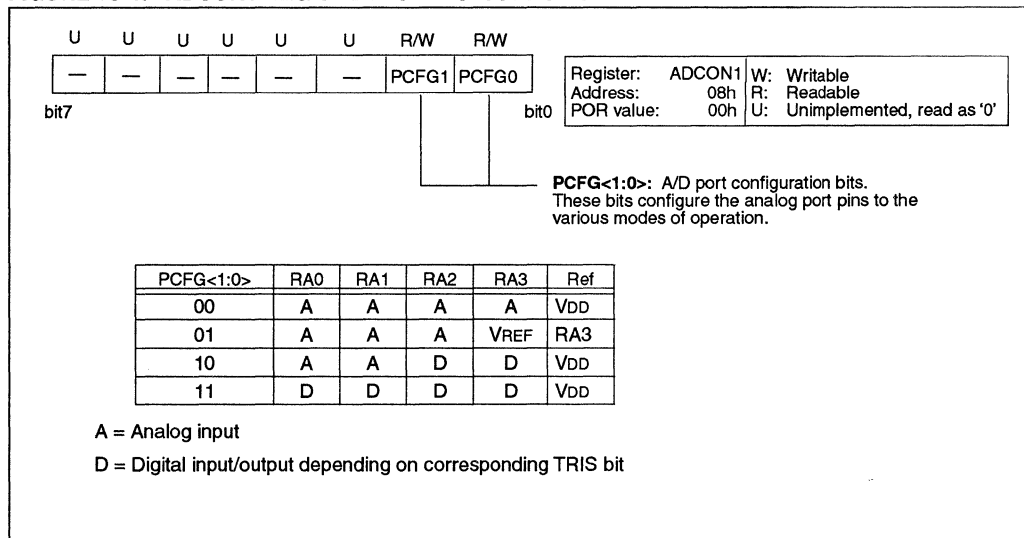 U U U U U U R/W R/W
— — — — — — PCFG1 PCFG0
bit7 bit0
Register: ADCON1 W: Writable
Address: 08h R: Readable
POR value: 00h U: Unimplemented, read as '0'
PCFG<1:0>: A/D port configuration bits.
These bits configure the analog port pins to the
various modes of operation.
PCFG<1:0> RA0 RA1 RA2 RA3 Ref
00 A A A A VDD
01 A A A VREF RA3
10 A A D D VDD
11 D D D D VDD
A = Analog input
D = Digital input/output depending on corresponding TRIS bit